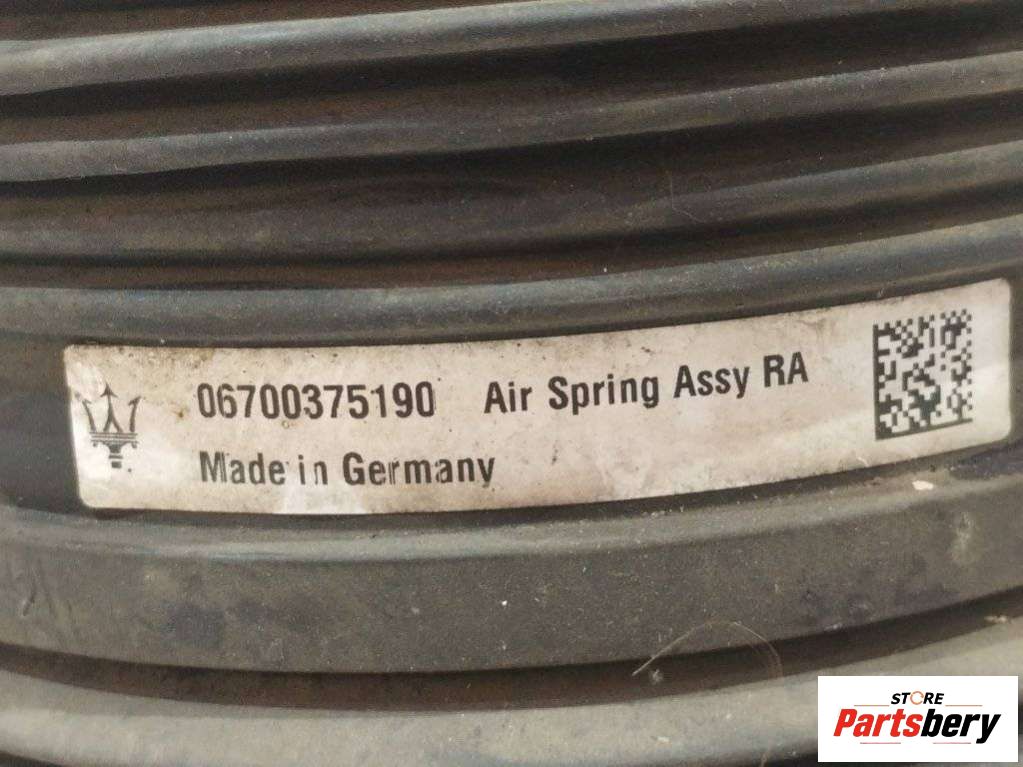 06700375190 Air Spring Assy RA
Made in Germany
STORE
Partsbery